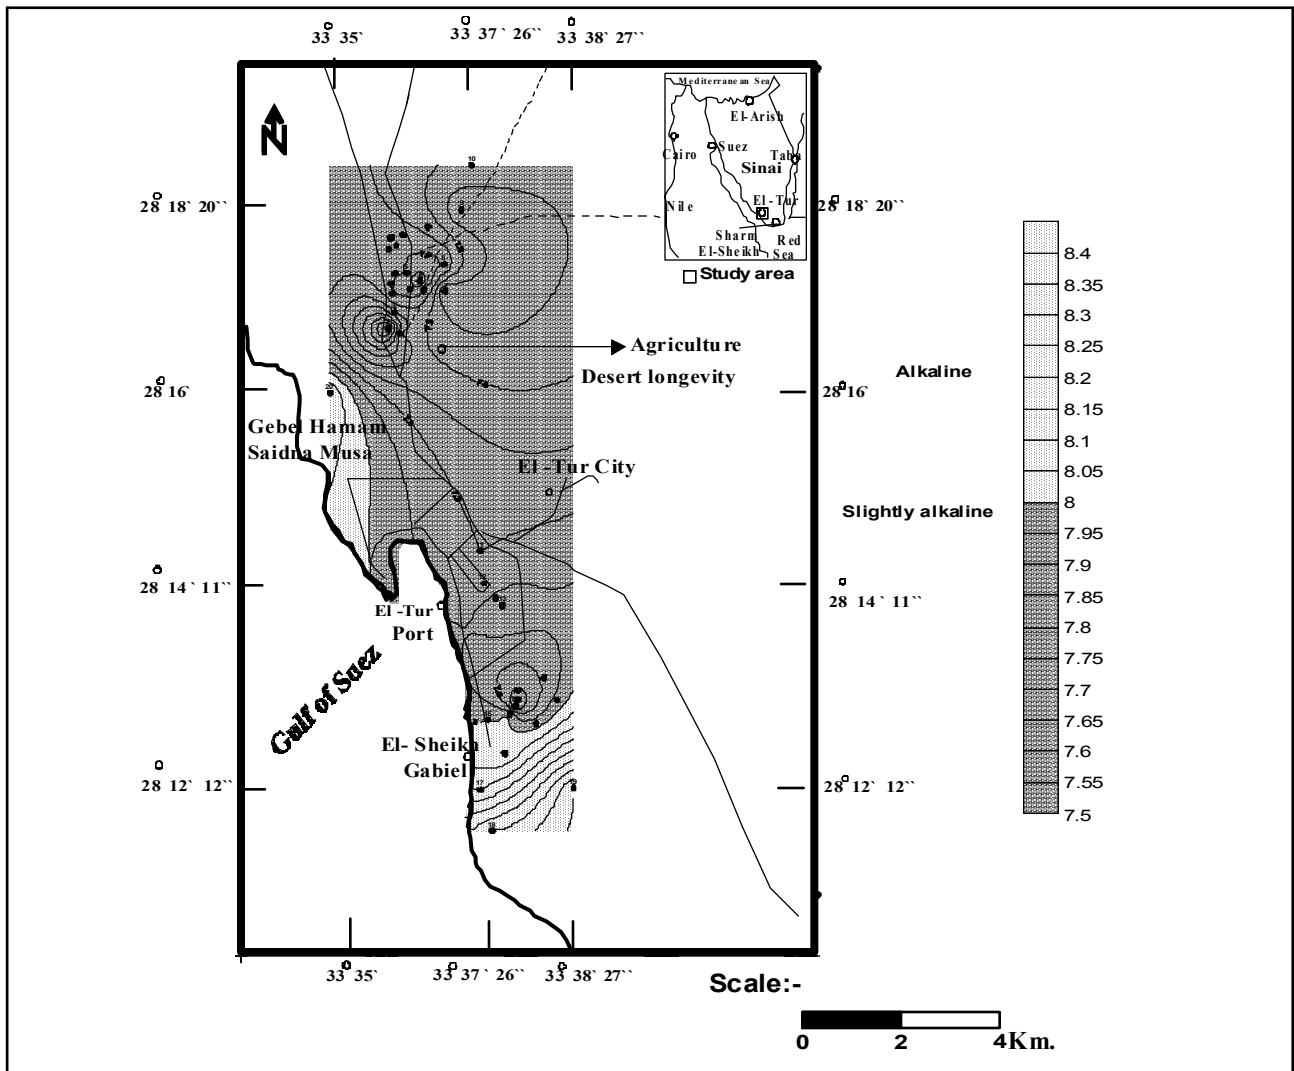 33 35`
33 37 ` 26``
33 38` 27``
N
Mediterranean Sea
El-Arish
Cairo
Suez
Taba
Sinai
El-Tur
Nile
Sharm
El-Sheikh
Red
Sea
Study area
28 18` 20``
28 18` 20``
10
Agriculture
Desert longevity
28 16`
28 16`
Gebel Hamam
Saidna Musa
El -Tur City
28 14` 11``
28 14 ` 11``
El -Tur
Port
Gulf of Suez
El- Sheikh
Gabiel
17
18
28 12` 12``
28 12` 12``
33 35`
33 37 ` 26``
33 38` 27``
Alkaline
Slightly alkaline
8.4
8.35
8.3
8.25
8.2
8.15
8.1
8.05
8
7.95
7.9
7.85
7.8
7.75
7.7
7.65
7.6
7.55
7.5
Scale:-
0 2 4Km.